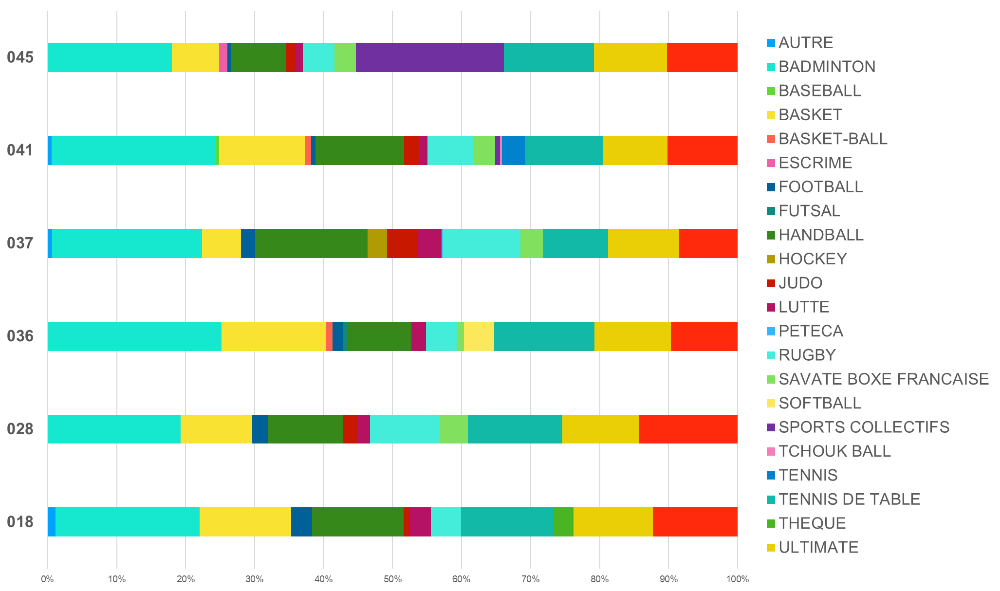 045
041
037
036
028
018
0%
10%
20%
30%
40%
50%
60%
70%
80%
90%
100%
AUTRE
BADMINTON
BASEBALL
BASKET
BASKET-BALL
ESCRIME
FOOTBALL
FUTSAL
HANDBALL
HOCKEY
JUDO
LUTTE
PETECA
RUGBY
SAVATE BOXE FRANCAISE
SOFTBALL
SPORTS COLLECTIFS
TCHOUK BALL
TENNIS
TENNIS DE TABLE
THEQUE
ULTIMATE